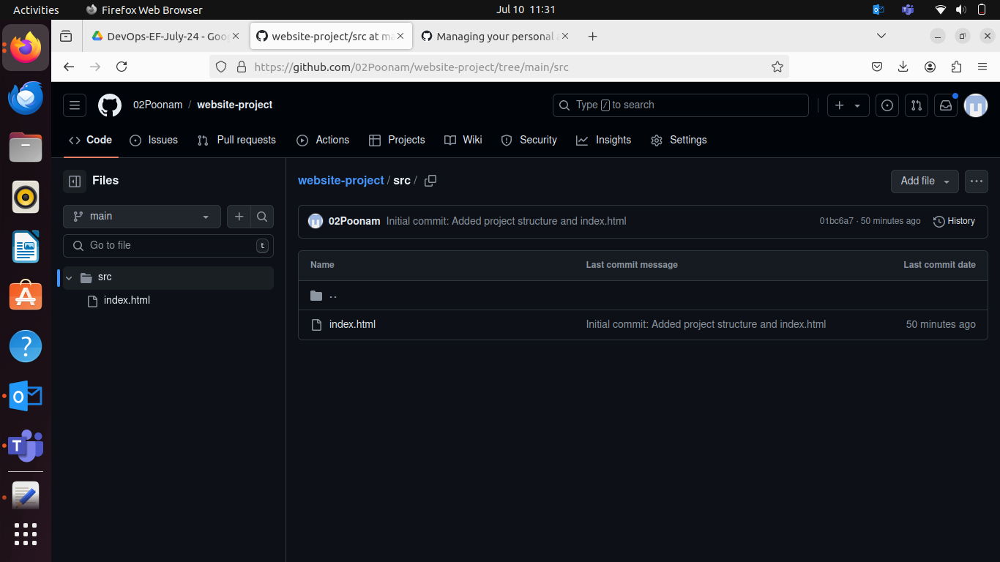 Activities Firefox Web Browser Jul 10 11:31
DevOps-EF-July-24 - Goo website-project/src at ma Managing your personal a
https://github.com/02Poonam/website-project/tree/main/src
02Poonam / website-project Type / to search
Code Issues Pull requests Actions Projects Wiki Security Insights Settings
Files website-project / src / Add file
main
02Poonam Initial commit: Added project structure and index.html 01bc6a7 · 50 minutes ago History
Go to file t
Name Last commit message Last commit date
src
..
index.html
index.html Initial commit: Added project structure and index.html 50 minutes ago